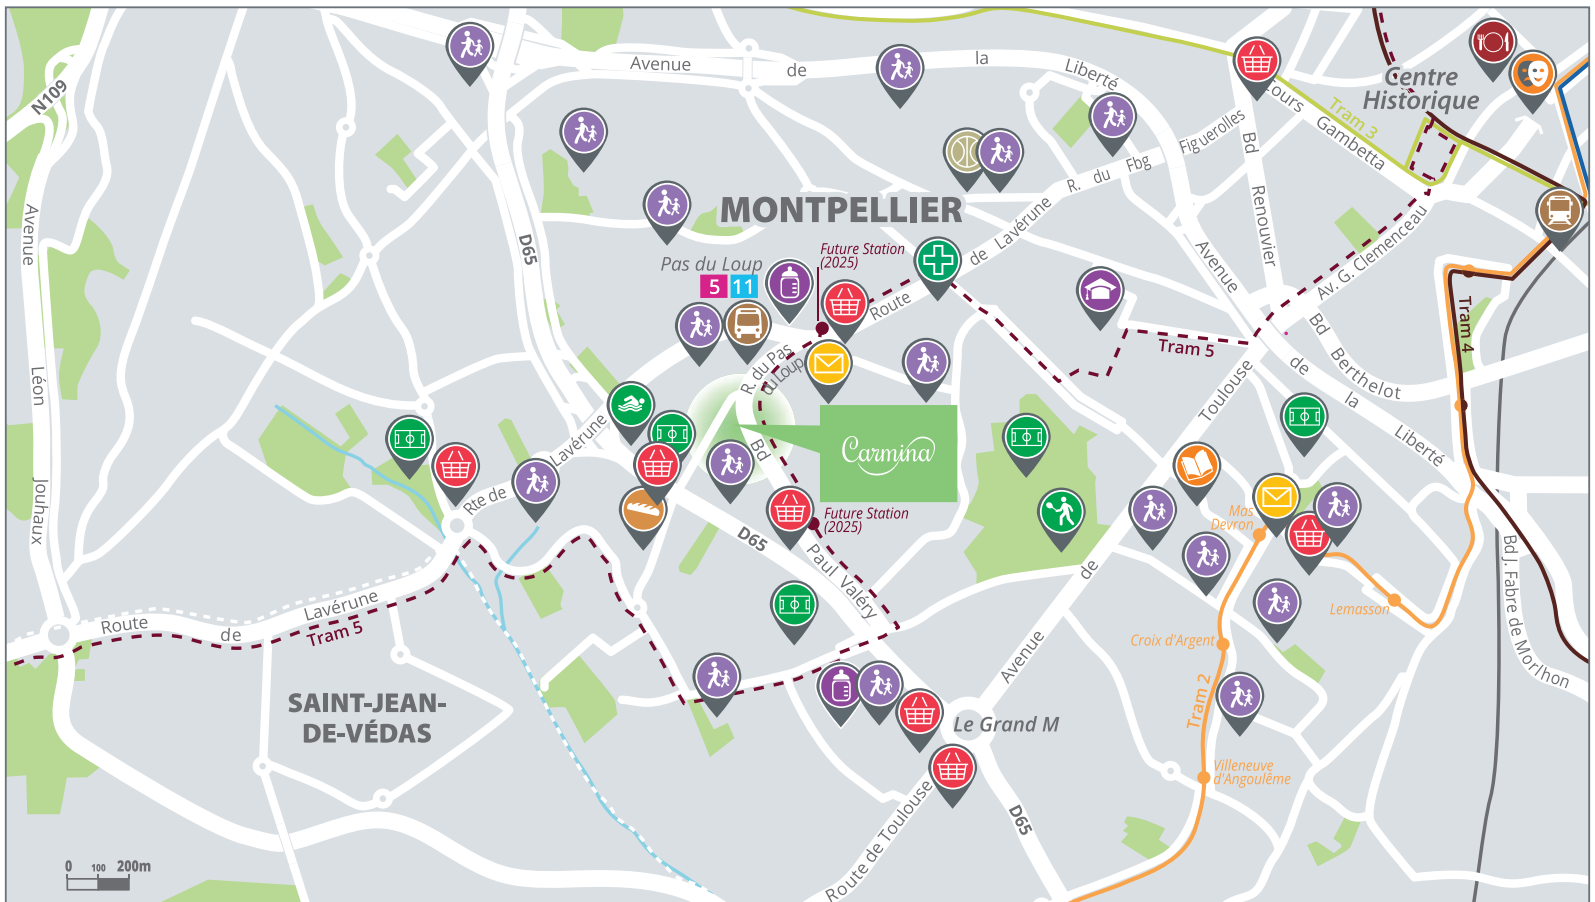 N109
Avenue
de
la
Liberté
Cours
Gambetta
Tram 3
Centre
Historique
D65
Bd
Renouvier
R. du Fbg
Figuerolles
MONTPELLIER
Avenue
Léon
Jouhaux
Pas du Loup
5
11
Future Station
(2025)
Route
de
Lavérune
Avenue
Av. G. Clemenceau
Tram 4
Tram 5
R. du Pas
du Loup
Bd
Berthelot
Toulouse
de
la
Liberté
Carmina
Rte de
Lavérune
Bd
Future Station
(2025)
D65
Paul Valéry
Mas
Devron
de
Lemasson
Bd J. Fabre de Morlhon
Route
de
Lavérune
Tram 5
Croix d'Argent
Avenue
Tram 2
SAINT-JEAN-
DE-VÉDAS
Le Grand M
Villeneuve
d'Angoulême
Route de Toulouse
D65
0
100
200m